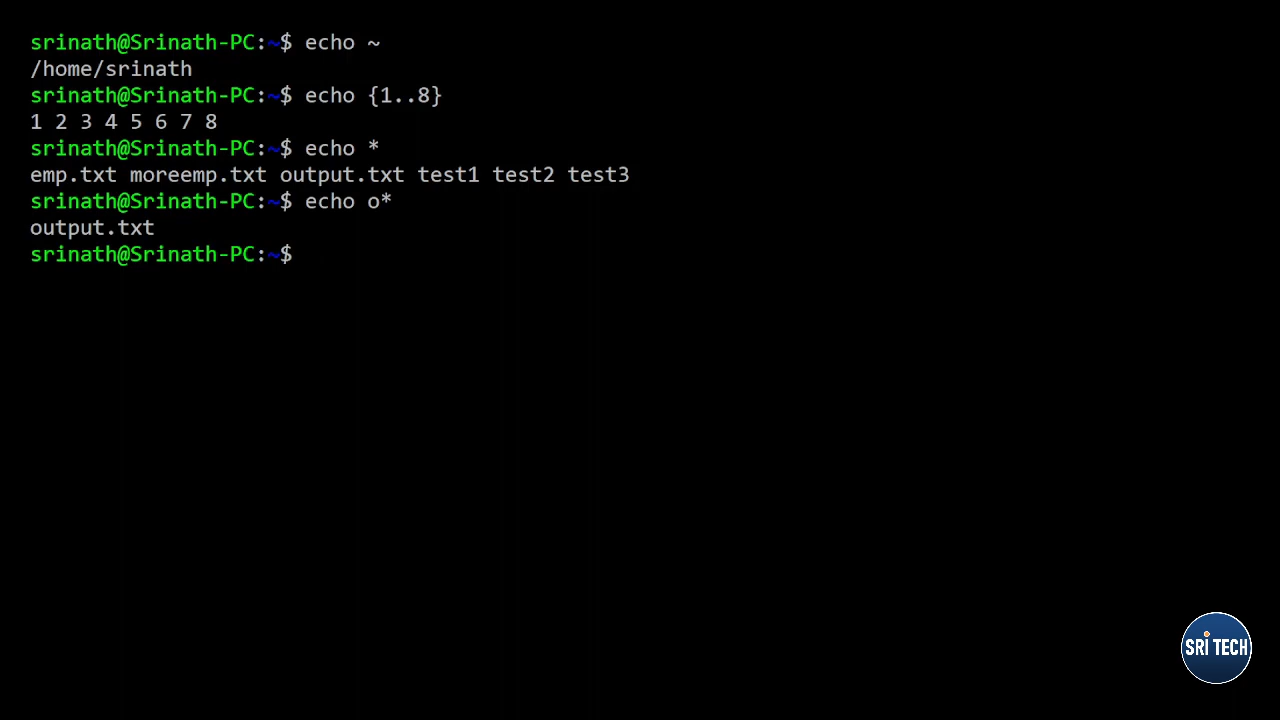 srinath@Srinath-PC:~$ echo ~
/home/srinath
srinath@Srinath-PC:~$ echo {1..8}
1 2 3 4 5 6 7 8
srinath@Srinath-PC:~$ echo *
emp.txt moreemp.txt output.txt test1 test2 test3
srinath@Srinath-PC:~$ echo o*
output.txt
srinath@Srinath-PC:~$
SRI TECH